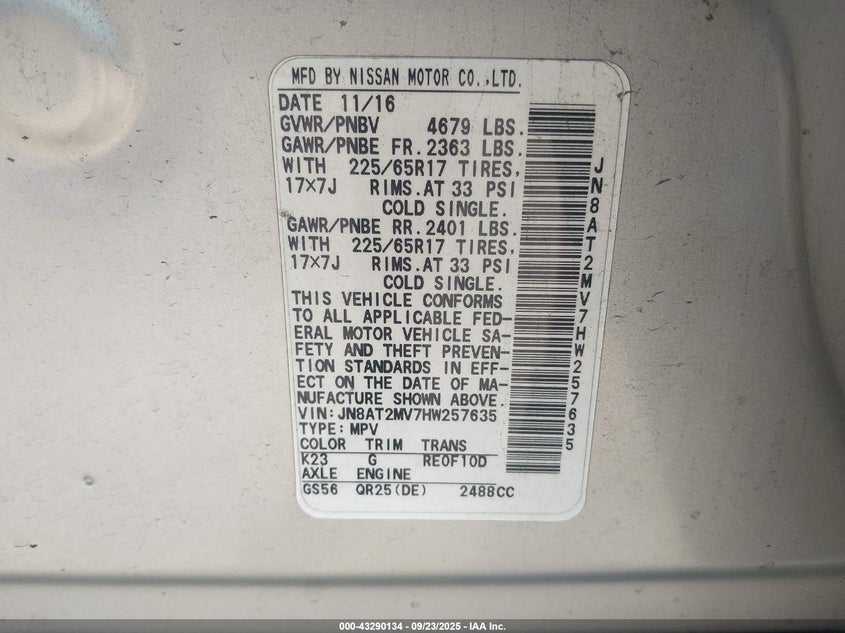 MFD BY NISSAN MOTOR CO.,LTD.
DATE 11/16
GVWR/PNBV 4679 LBS.
GAWR/PNBE FR. 2363 LBS.
WITH 225/65R17 TIRES,
17×7J RIMS. AT 33 PSI
COLD SINGLE.
GAWR/PNBE RR. 2401 LBS.
WITH 225/65R17 TIRES,
17×7J RIMS. AT 33 PSI
COLD SINGLE.
THIS VEHICLE CONFORMS
TO ALL APPLICABLE FED-
ERAL MOTOR VEHICLE SA-
FETY AND THEFT PREVEN-
TION STANDARDS IN EFF-
ECT ON THE DATE OF MA-
NUFACTURE SHOWN ABOVE.
VIN:JN8AT2MV7HW257635
TYPE:MPV
COLOR TRIM TRANS
K23 G RE0F10D
AXLE ENGINE
GS56 QR25(DE) 2488CC
JN8AT2MV7HW257635
000-43290134 - 09/23/2025 - IAA Inc.